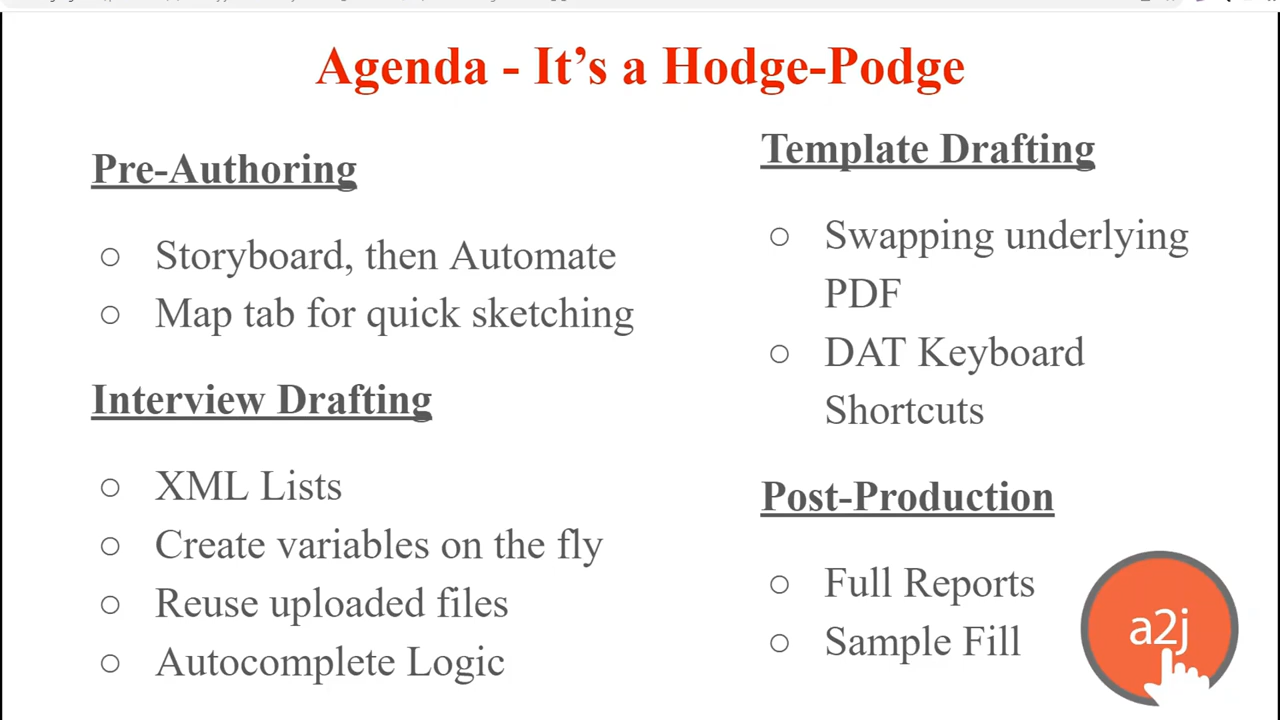 Agenda - It's a Hodge-Podge
Pre-Authoring
○ Storyboard, then Automate
○ Map tab for quick sketching
Interview Drafting
○ XML Lists
○ Create variables on the fly
○ Reuse uploaded files
○ Autocomplete Logic
Template Drafting
○ Swapping underlying
PDF
○ DAT Keyboard
Shortcuts
Post-Production
○ Full Reports
○ Sample Fill
a2j